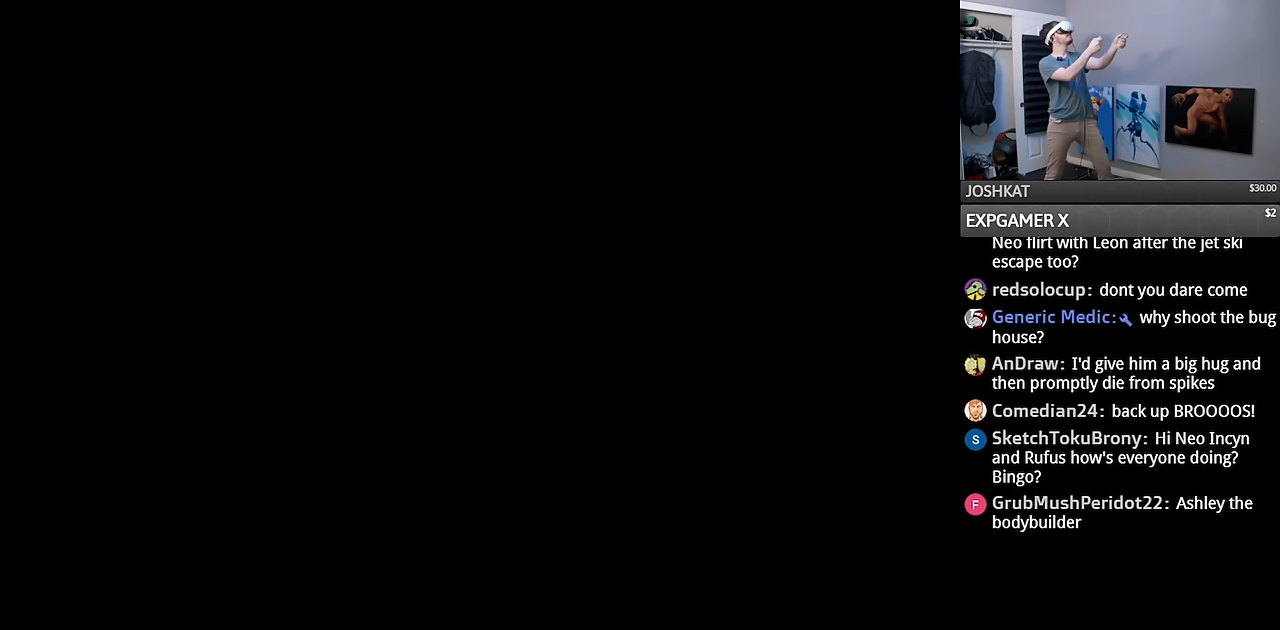 JOSHKAT $30.00
EXPGAMER X $2
Neo flirt with Leon after the jet ski
escape too?
redsolocup: dont you dare come
Generic Medic: why shoot the bug
house?
AnDraw: I'd give him a big hug and
then promptly die from spikes
Comedian24: back up BROOOOS!
S SketchTokuBrony: Hi Neo Incyn
and Rufus how's everyone doing?
Bingo?
F GrubMushPeridot22: Ashley the
bodybuilder